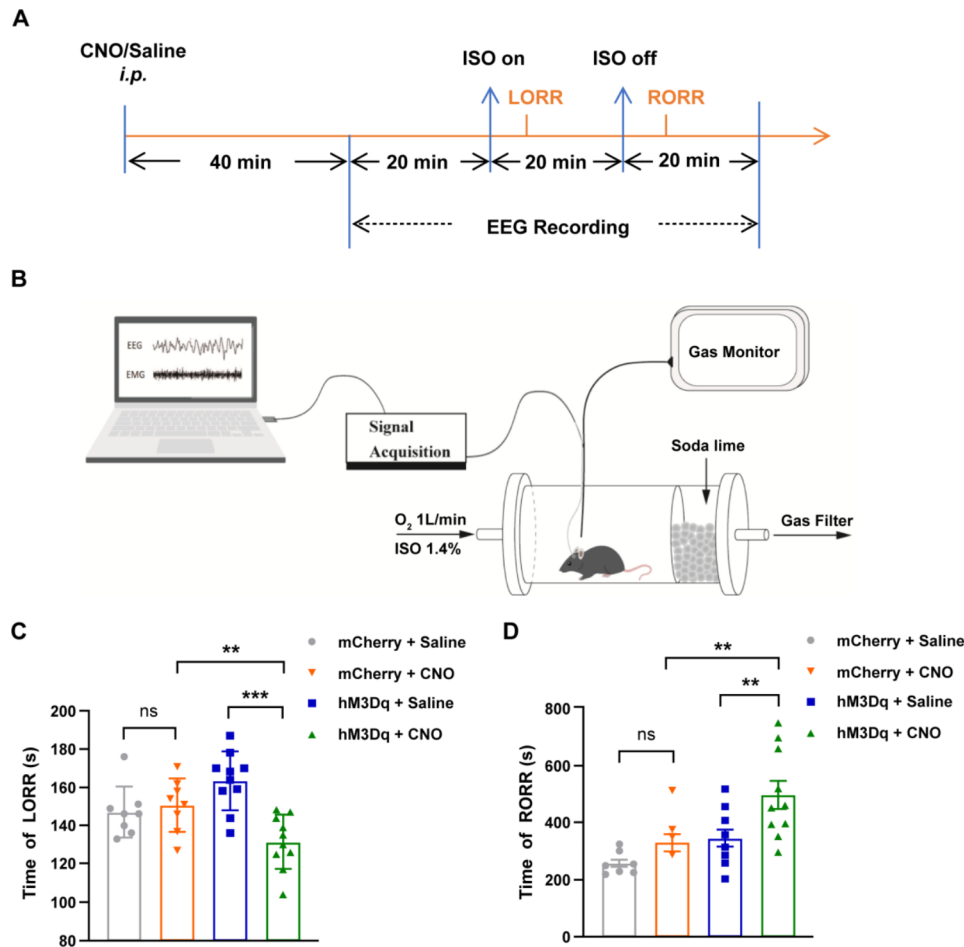 A
CNO/Saline
i.p.
ISO on
ISO off
LORR
RORR
40 min
20 min
20 min
20 min
EEG Recording
B
EEG
EMG
Signal
Acquisition
Gas Monitor
Soda lime
O₂ 1L/min
ISO 1.4%
Gas Filter
C
mCherry + Saline
mCherry + CNO
hM3Dq + Saline
hM3Dq + CNO
**
***
ns
Time of LORR (s)
200
180
160
140
120
100
80
D
mCherry + Saline
mCherry + CNO
hM3Dq + Saline
hM3Dq + CNO
**
**
ns
Time of RORR (s)
800
600
400
200
0